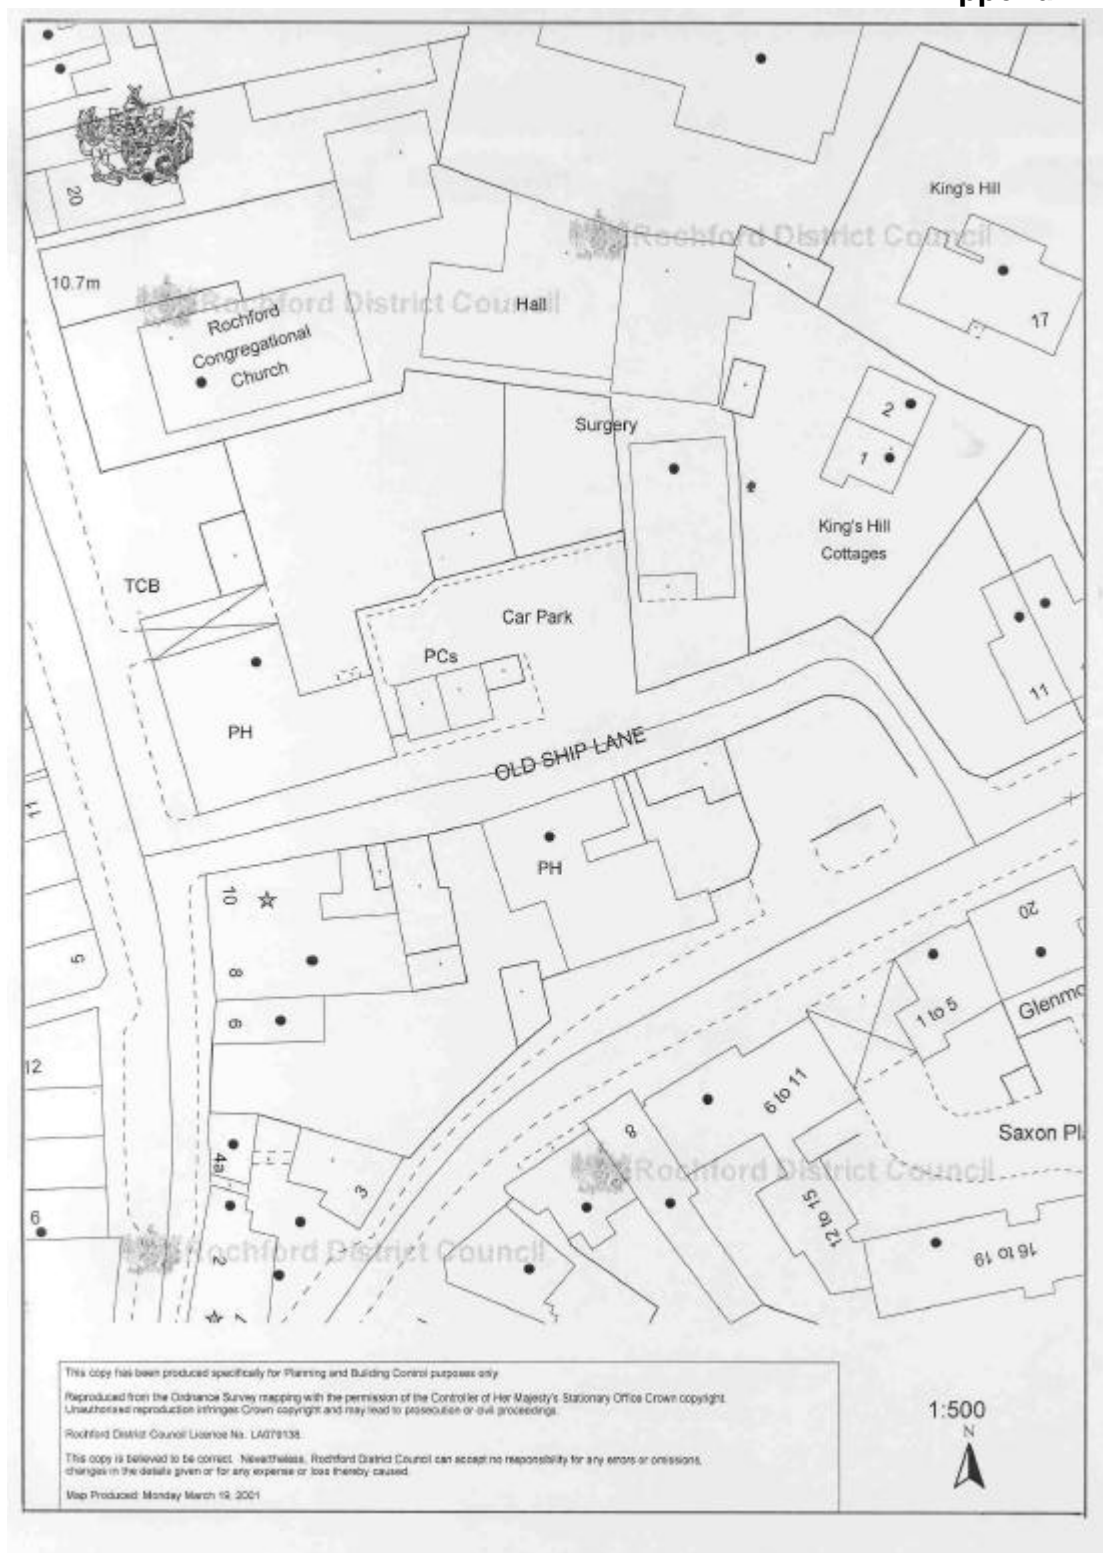 King's Hill
Rochford District Council
20
10.7m
Rochford District Council
Hall
17
Rochford
Congregational
Church
2
Surgery
1
King's Hill
Cottages
TCB
Car Park
PCs
11
PH
OLD SHIP LANE
11
PH
10
20
5
8
1 to 5
6
12
6 to 11
8
Saxon
4a
Rochford District Council
3
12 to 15
6
Rochford District Council
2
16 to 19
This copy has been produced specifically for Planning and Building Control purposes only
Reproduced from the Ordnance Survey mapping with the permission of the Controller of Her Majesty's Stationary Office Crown copyright.
Unauthorised reproduction infringes Crown copyright and may lead to prosecution or civil proceedings.
Rochford District Council Licence No. LA079138
This copy is believed to be correct. Nevertheless, Rochford District Council can accept no responsibility for any errors or omissions,
changes in the details given or for any expense or loss thereby caused.
Map Produced: Monday March 19, 2001
1:500
N